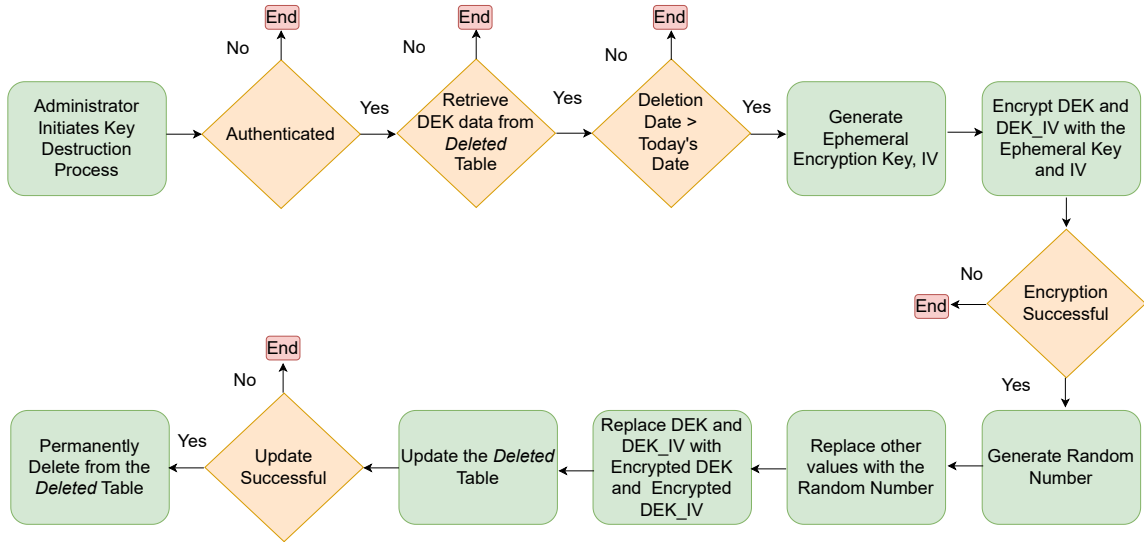 End
End
End
No
No
No
Administrator
Initiates Key
Destruction
Process
Authenticated
Yes
Retrieve
DEK data from
Deleted
Table
Yes
Deletion
Date >
Today's
Date
Yes
Generate
Ephemeral
Encryption Key, IV
Encrypt DEK and
DEK_IV with the
Ephemeral Key
and IV
No
End
Encryption
Successful
Yes
End
No
Permanently
Delete from the
Deleted Table
Yes
Update
Successful
Update the Deleted
Table
Replace DEK and
DEK_IV with
Encrypted DEK
and Encrypted
DEK_IV
Replace other
values with the
Random Number
Generate Random
Number